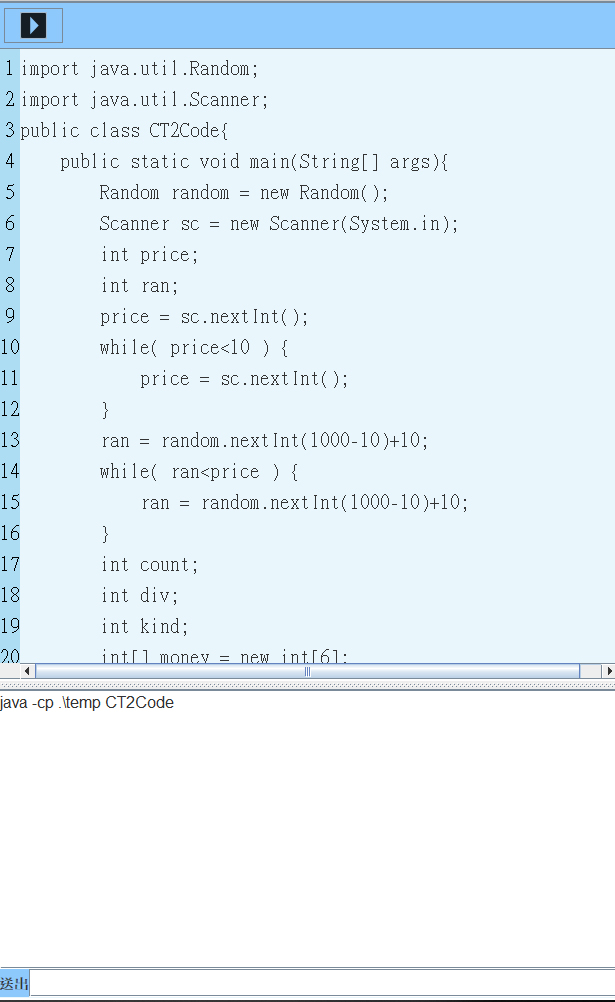 1 import java.util.Random;
2 import java.util.Scanner;
3 public class CT2Code{
4     public static void main(String[] args){
5         Random random = new Random();
6         Scanner sc = new Scanner(System.in);
7         int price;
8         int ran;
9         price = sc.nextInt();
10        while( price<10 ) {
11            price = sc.nextInt();
12        }
13        ran = random.nextInt(1000-10)+10;
14        while( ran<price ) {
15            ran = random.nextInt(1000-10)+10;
16        }
17        int count;
18        int div;
19        int kind;
20        int[] money = new int[6];
java -cp .\temp CT2Code
送出